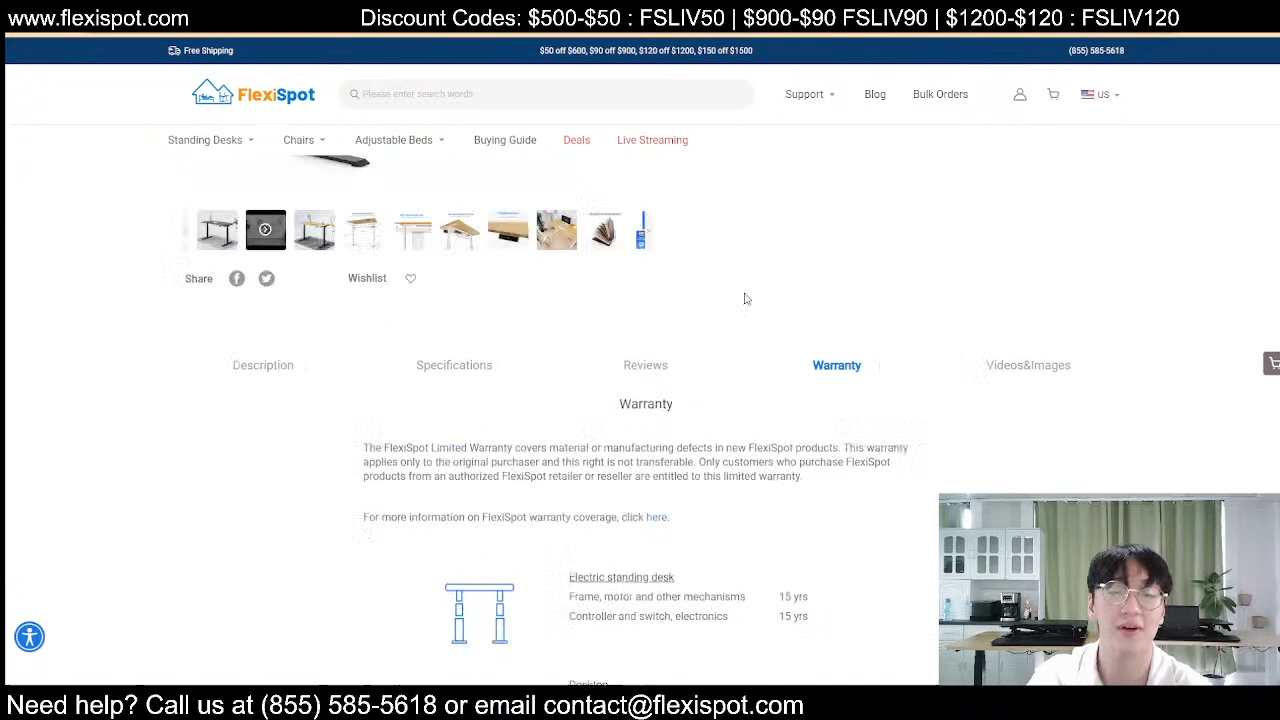 www.flexispot.com
Discount Codes: $500-$50 : FSLIV50 | $900-$90 FSLIV90 | $1200-$120 : FSLIV120
Free Shipping
$50 off $600, $90 off $900, $120 off $1200, $150 off $1500
(855) 585-5618
FlexiSpot
Please enter search words
Support
Blog
Bulk Orders
US
Standing Desks
Chairs
Adjustable Beds
Buying Guide
Deals
Live Streaming
Share
Wishlist
Description
Specifications
Reviews
Warranty
Videos&Images
Warranty
The FlexiSpot Limited Warranty covers material or manufacturing defects in new FlexiSpot products. This warranty
applies only to the original purchaser and this right is not transferable. Only customers who purchase FlexiSpot
products from an authorized FlexiSpot retailer or reseller are entitled to this limited warranty.
For more information on FlexiSpot warranty coverage, click here.
Electric standing desk
Frame, motor and other mechanisms 15 yrs
Controller and switch, electronics 15 yrs
Desktop
Need help? Call us at (855) 585-5618 or email contact@flexispot.com